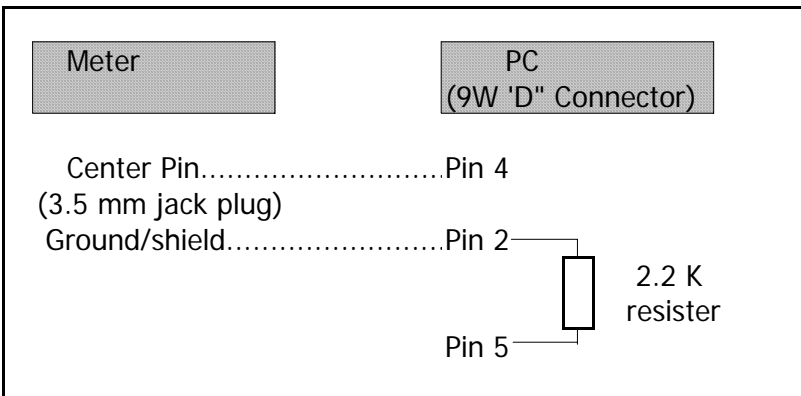 Meter PC
(9W 'D" Connector)
Center Pin...........................Pin 4
(3.5 mm jack plug)
Ground/shield........................Pin 2
2.2 K
resister
Pin 5